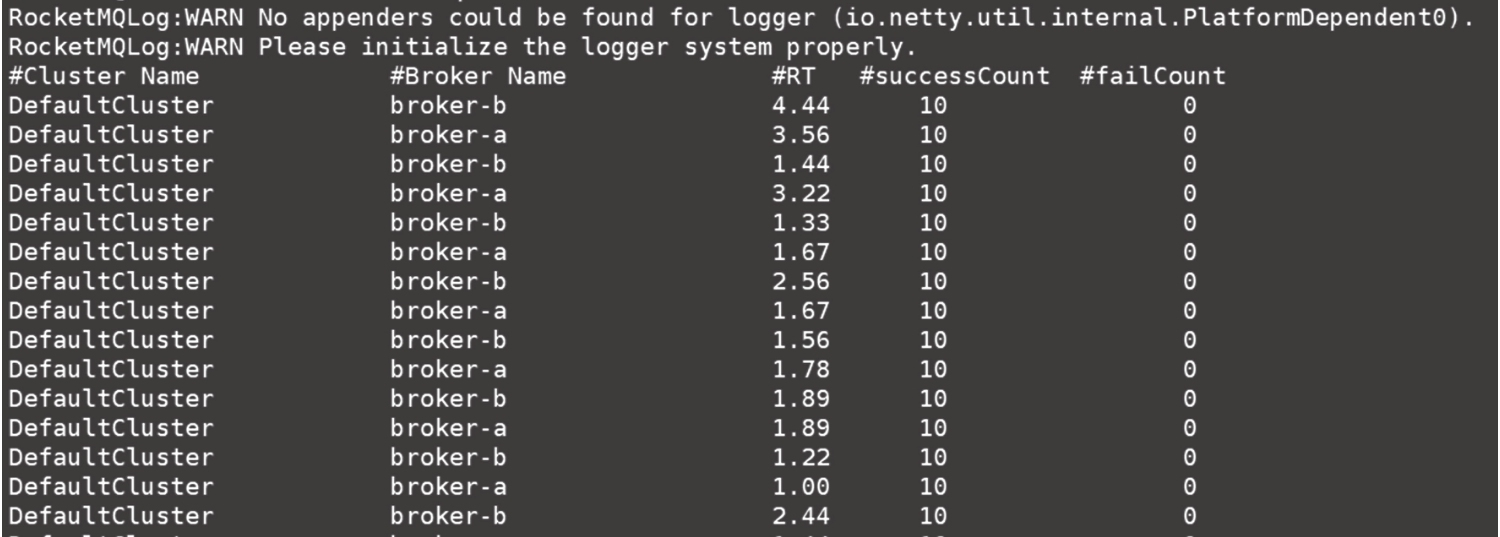 RocketMQLog:WARN No appenders could be found for logger (io.netty.util.internal.PlatformDependent0).
RocketMQLog:WARN Please initialize the logger system properly.
#Cluster Name #Broker Name #RT #successCount #failCount
DefaultCluster broker-b 4.44 10 0
DefaultCluster broker-a 3.56 10 0
DefaultCluster broker-b 1.44 10 0
DefaultCluster broker-a 3.22 10 0
DefaultCluster broker-b 1.33 10 0
DefaultCluster broker-a 1.67 10 0
DefaultCluster broker-b 2.56 10 0
DefaultCluster broker-a 1.67 10 0
DefaultCluster broker-b 1.56 10 0
DefaultCluster broker-a 1.78 10 0
DefaultCluster broker-b 1.89 10 0
DefaultCluster broker-a 1.89 10 0
DefaultCluster broker-b 1.22 10 0
DefaultCluster broker-a 1.00 10 0
DefaultCluster broker-b 2.44 10 0